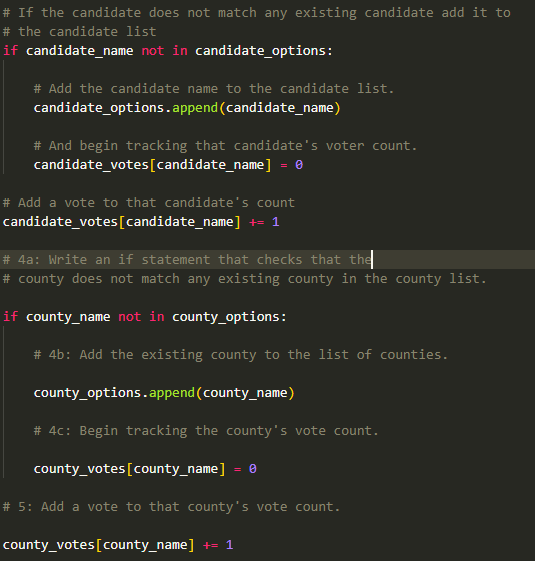 # If the candidate does not match any existing candidate add it to
# the candidate list
if candidate_name not in candidate_options:
# Add the candidate name to the candidate list.
candidate_options.append(candidate_name)
# And begin tracking that candidate's voter count.
candidate_votes[candidate_name] = 0
# Add a vote to that candidate's count
candidate_votes[candidate_name] += 1
# 4a: Write an if statement that checks that the
# county does not match any existing county in the county list.
if county_name not in county_options:
# 4b: Add the existing county to the list of counties.
county_options.append(county_name)
# 4c: Begin tracking the county's vote count.
county_votes[county_name] = 0
# 5: Add a vote to that county's vote count.
county_votes[county_name] += 1